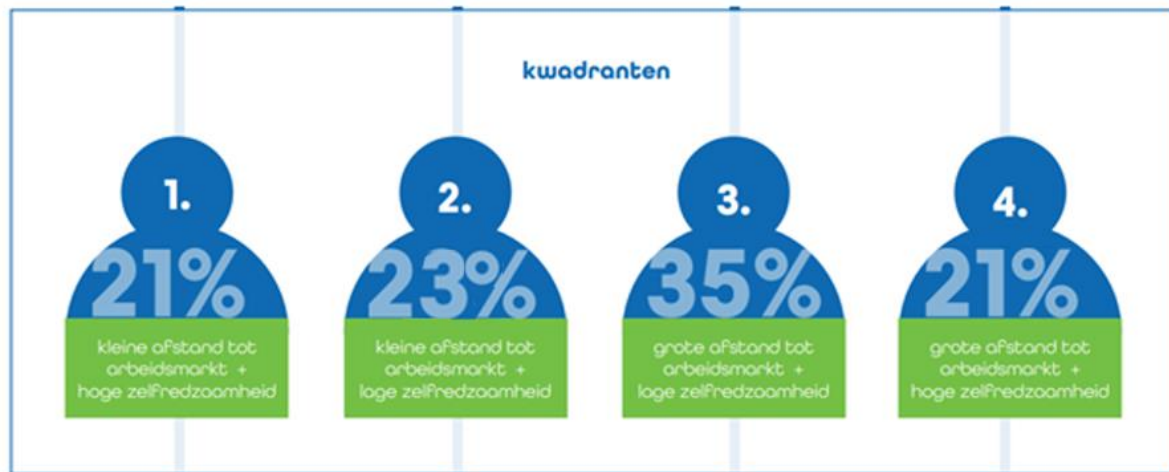 kwadranten
1.
21%
kleine afstand tot
arbeidsmarkt +
hoge zelfredzaamheid
2.
23%
kleine afstand tot
arbeidsmarkt +
lage zelfredzaamheid
3.
35%
grote afstand tot
arbeidsmarkt +
lage zelfredzaamheid
4.
21%
grote afstand tot
arbeidsmarkt +
hoge zelfredzaamheid